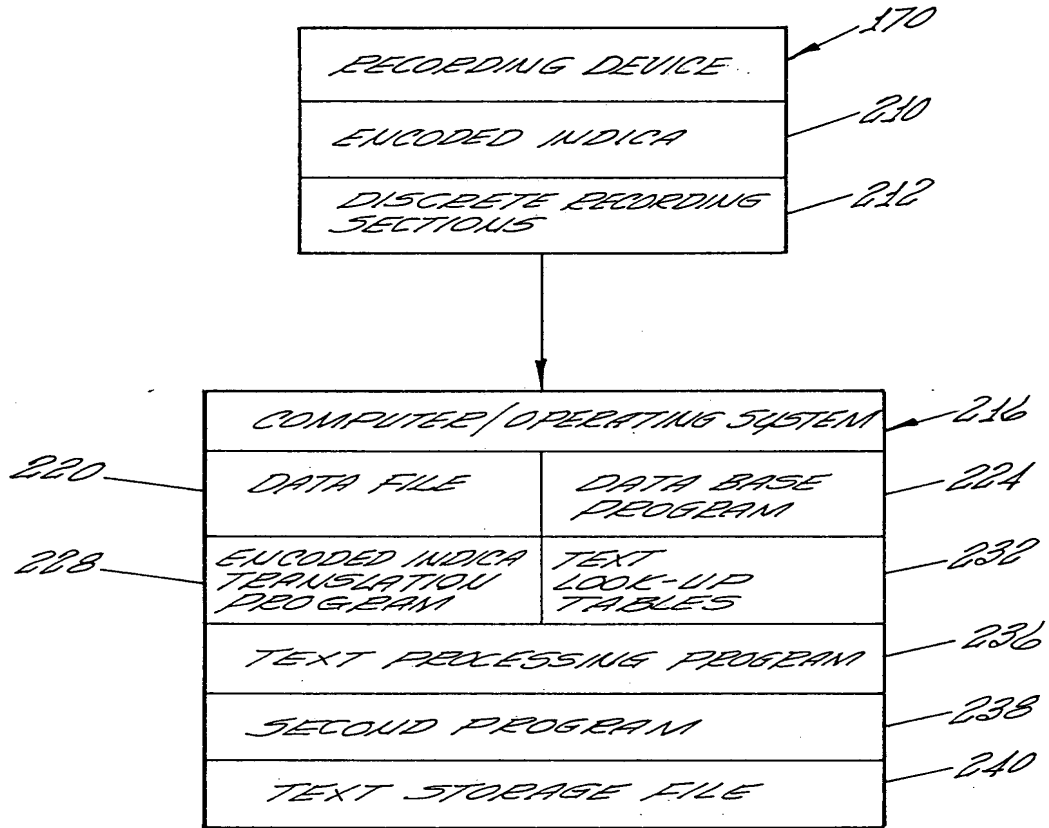 170
RECORDING DEVICE
210
ENCODED INDICA
212
DISCRETE RECORDING
SECTIONS
COMPUTER/OPERATING SYSTEM
216
220
DATA FILE
DATA BASE
PROGRAM
224
228
ENCODED INDICA
TRANSLATION
PROGRAM
TEXT
LOOK-UP
TABLES
232
TEXT PROCESSING PROGRAM
236
SECOND PROGRAM
238
TEXT STORAGE FILE
240